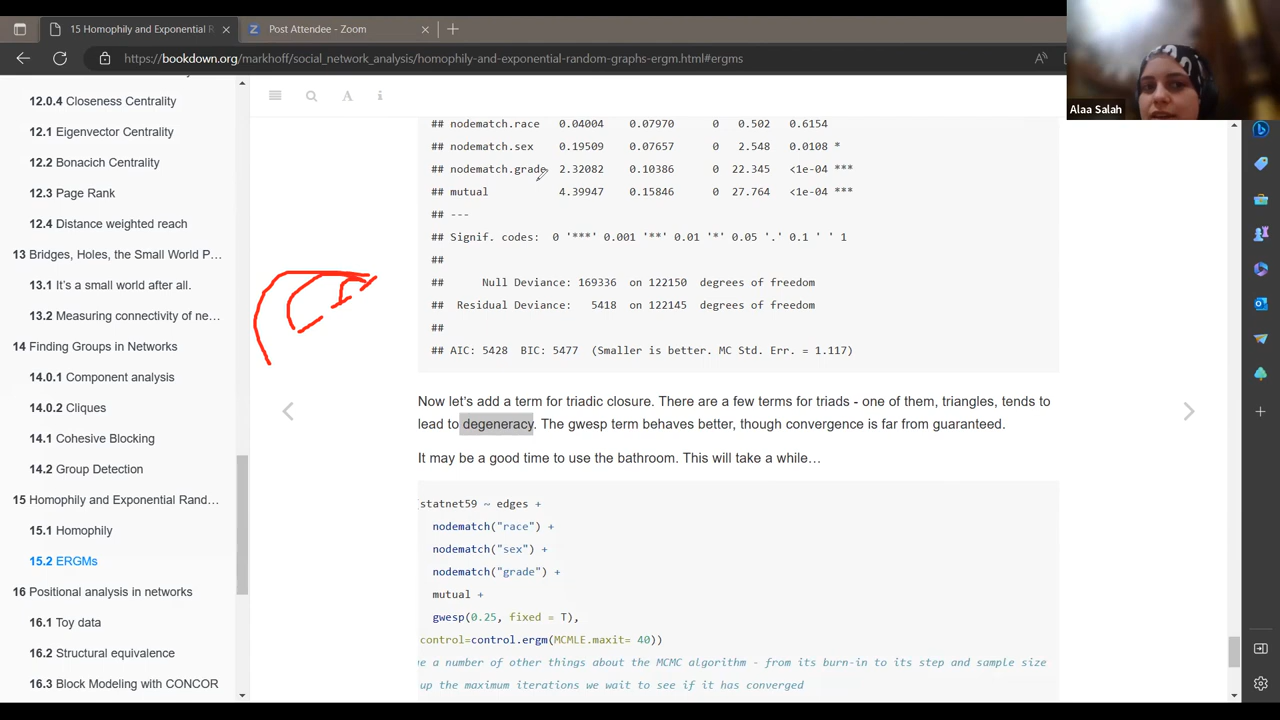 15 Homophily and Exponential R
Post Attendee - Zoom
https://bookdown.org/markhoff/social_network_analysis/homophily-and-exponential-random-graphs-ergm.html#ergms
Alaa Salah
12.0.4 Closeness Centrality
12.1 Eigenvector Centrality
12.2 Bonacich Centrality
12.3 Page Rank
12.4 Distance weighted reach
13 Bridges, Holes, the Small World P...
13.1 It's a small world after all.
13.2 Measuring connectivity of ne...
14 Finding Groups in Networks
14.0.1 Component analysis
14.0.2 Cliques
14.1 Cohesive Blocking
14.2 Group Detection
15 Homophily and Exponential Rand...
15.1 Homophily
15.2 ERGMs
16 Positional analysis in networks
16.1 Toy data
16.2 Structural equivalence
16.3 Block Modeling with CONCOR
## nodematch.race 0.04004 0.07970 0 0.502 0.6154
## nodematch.sex 0.19509 0.07657 0 2.548 0.0108 *
## nodematch.grade 2.32082 0.10386 0 22.345 <1e-04 ***
## mutual 4.39947 0.15846 0 27.764 <1e-04 ***
## ---
## Signif. codes: 0 '***' 0.001 '**' 0.01 '*' 0.05 '.' 0.1 ' ' 1
##
## Null Deviance: 169336 on 122150 degrees of freedom
## Residual Deviance: 5418 on 122145 degrees of freedom
##
## AIC: 5428 BIC: 5477 (Smaller is better. MC Std. Err. = 1.117)
Now let's add a term for triadic closure. There are a few terms for triads - one of them, triangles, tends to
lead to degeneracy. The gwesp term behaves better, though convergence is far from guaranteed.
It may be a good time to use the bathroom. This will take a while...
statnet59 ~ edges +
nodematch("race") +
nodematch("sex") +
nodematch("grade") +
mutual +
gwesp(0.25, fixed = T),
control=control.ergm(MCMLE.maxit= 40))
e a number of other things about the MCMC algorithm - from its burn-in to its step and sample size
up the maximum iterations we wait to see if it has converged